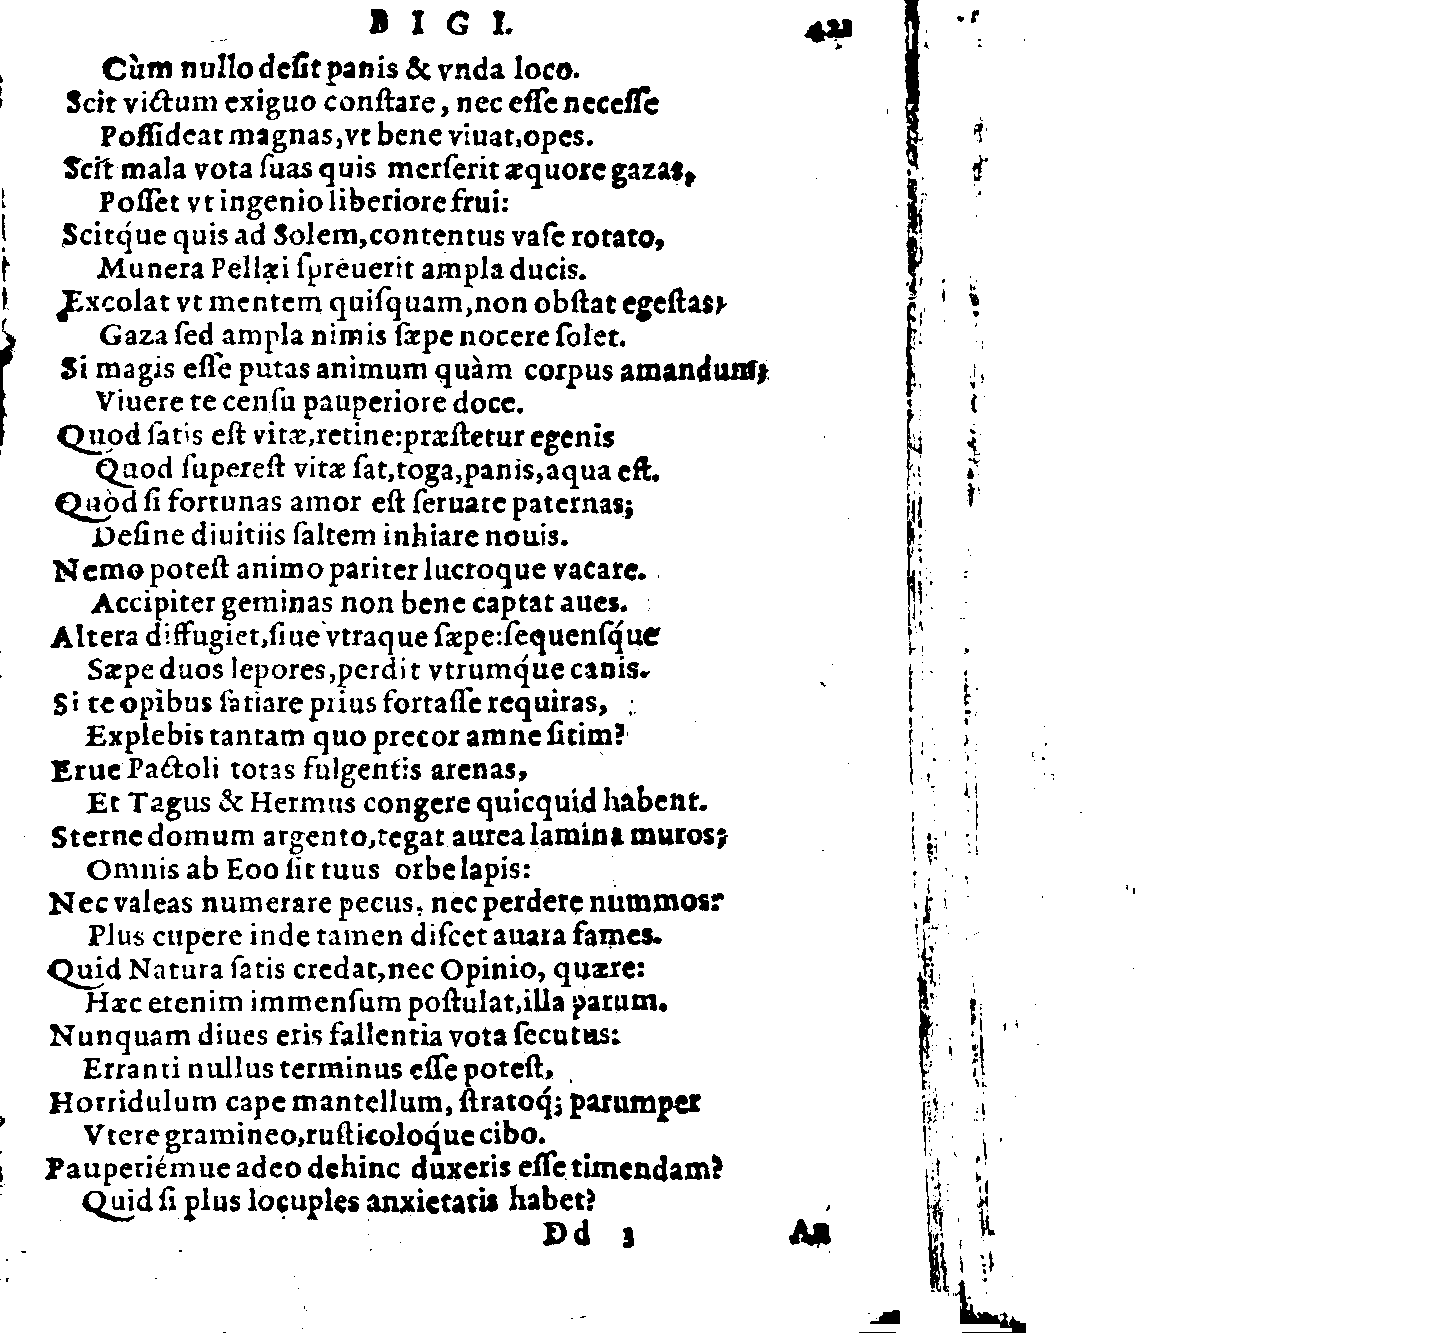 B I G I. 421
Cùm nullo deſit panis & vnda loco.
Scit victum exiguo conſtare, nec eſſe neceſſe
Poſſideat magnas, vt bene viuat, opes.
Scit mala vota ſuas quis merſerit æquore gazas,
Poſſet vt ingenio liberiore frui:
Scitq́ue quis ad Solem, contentus vaſe rotato,
Munera Pellæi ſpreuerit ampla ducis.
Excolat vt mentem quiſquam, non obſtat egeſtas;
Gaza ſed ampla nimis ſæpe nocere ſolet.
Si magis eſſe putas animum quàm corpus amandum;
Viuere te cenſu pauperiore doce.
Quod ſatis eſt vitæ, retine: præſtetur egenis
Quod ſupereſt vitæ ſat, toga, panis, aqua eſt.
Quòd ſi fortunas amor eſt ſeruare paternas;
Deſine diuitiis ſaltem inhiare nouis.
Nemo poteſt animo pariter lucroque vacare.
Accipiter geminas non bene captat aues.
Altera diffugiet, ſiue vtraque ſæpe: ſequenſq́ue
Sæpe duos lepores, perdit vtrumq́ue canis.
Si te opibus ſatiare priius fortaſſe requiras,
Explebis tantam quo precor amne ſitim?
Erue Pactoli totas fulgentis arenas,
Et Tagus & Hermus congere quicquid habent.
Sterne domum argento, tegat aurea lamina muros;
Omnis ab Eoo ſit tuus orbe lapis:
Nec valeas numerare pecus, nec perdere nummos:
Plus cupere inde tamen diſcet auara fames.
Quid Natura ſatis credat, nec Opinio, quære:
Hæc etenim immenſum poſtulat, illa parum.
Nunquam diues eris fallentia vota ſecutus:
Erranti nullus terminus eſſe poteſt,
Horridulum cape mantellum, ſtratoq́; parumper
Vtere gramineo, ruſticoloq́ue cibo.
Pauperiémue adeo dehinc duxeris eſſe timendam?
Quid ſi plus locuples anxietatis habet?
Dd 3 An